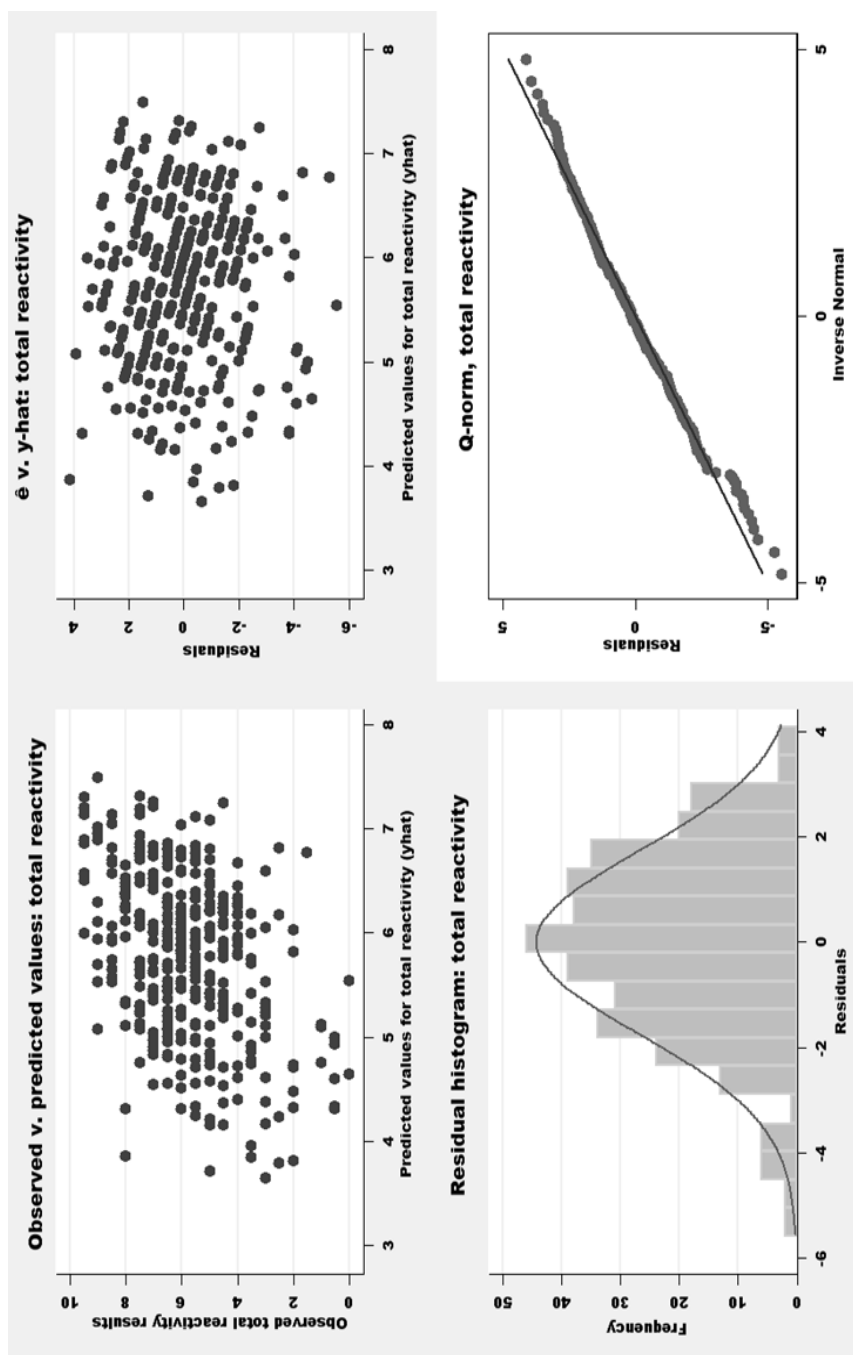 Observed v. predicted values: total reactivity
Observed total reactivity results
10
8
6
4
2
0
3 4 5 6 7 8
Predicted values for total reactivity (yhat)
ê v. y-hat: total reactivity
Residuals
4
2
0
-2
-4
-6
3 4 5 6 7 8
Predicted values for total reactivity (yhat)
Residual histogram: total reactivity
Frequency
50
40
30
20
10
0
-6 -4 -2 0 2 4
Residuals
Q-norm, total reactivity
Residuals
5
0
-5
-5 0 5
Inverse Normal